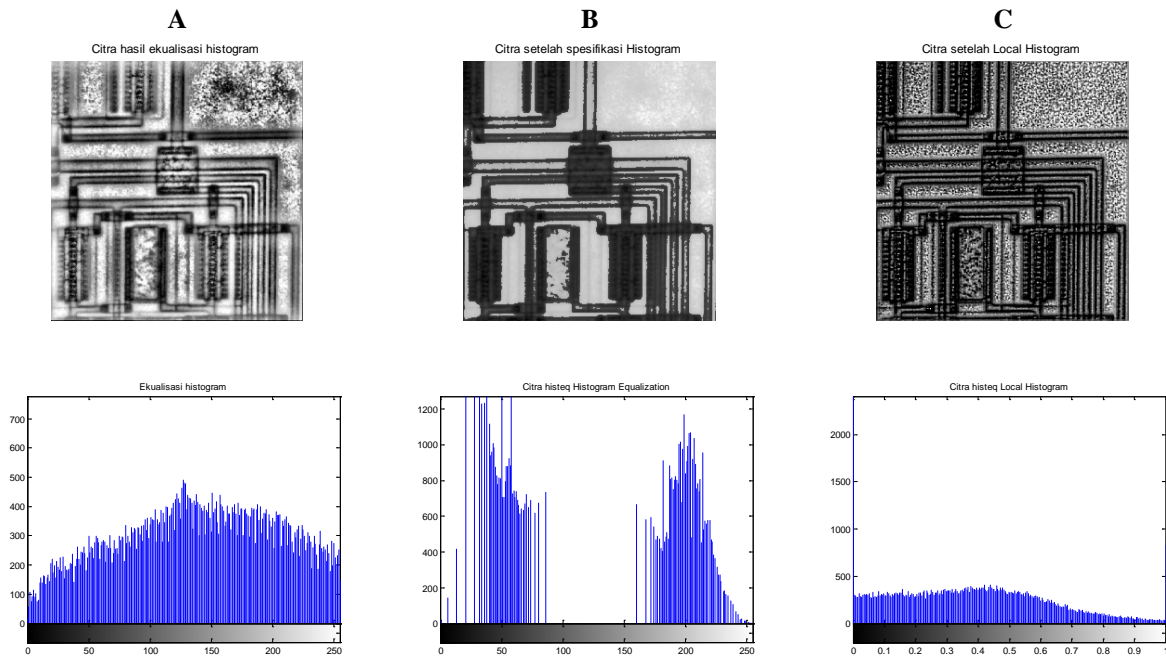 A
B
C
Citra hasil ekualisasi histogram
Citra setelah spesifikasi Histogram
Citra setelah Local Histogram
Ekualisasi histogram
700
600
500
400
300
200
100
0
0 50 100 150 200 250
Citra histeq Histogram Equalization
1200
1000
800
600
400
200
0
0 50 100 150 200 250
Citra histeq Local Histogram
2000
1500
1000
500
0
0 0.1 0.2 0.3 0.4 0.5 0.6 0.7 0.8 0.9 1